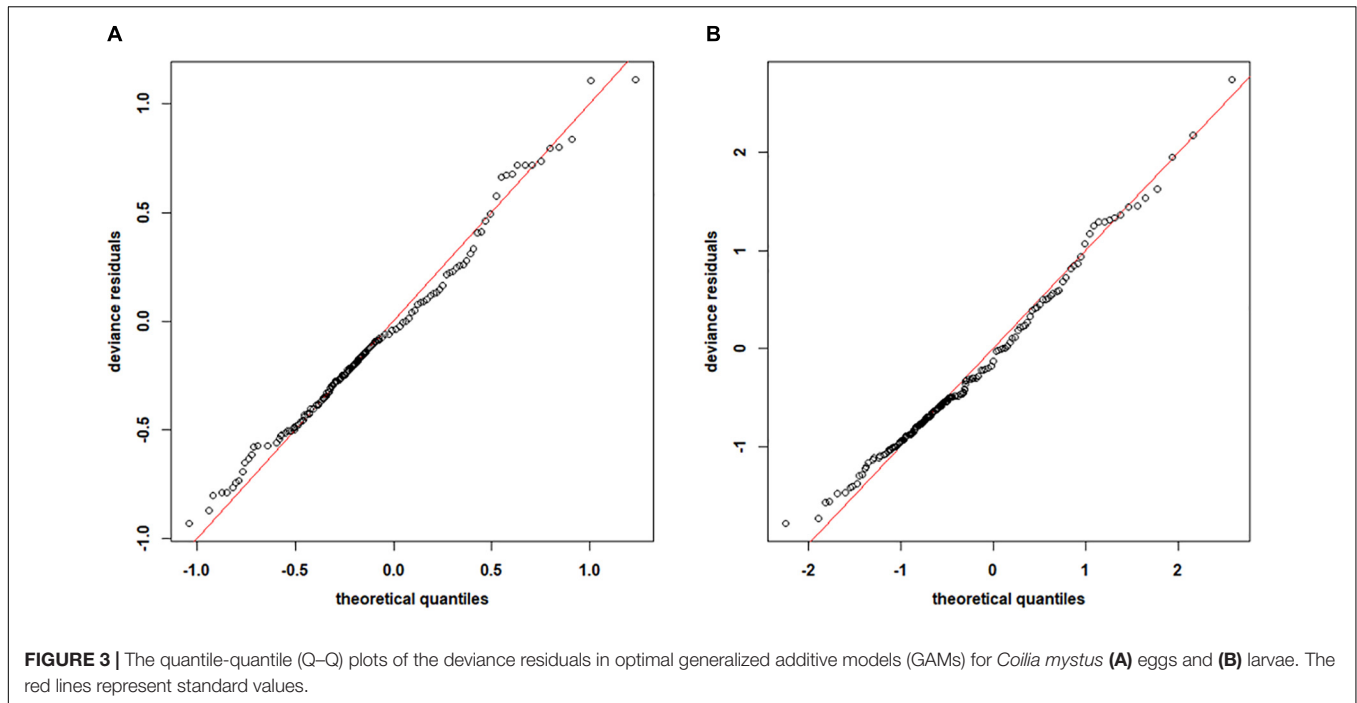 A
B
deviance residuals
1.0
0.5
0.0
-0.5
-1.0
-1.0 -0.5 0.0 0.5 1.0
theoretical quantiles
deviance residuals
2
1
0
-1
-2 -1 0 1 2
theoretical quantiles
FIGURE 3 | The quantile-quantile (Q–Q) plots of the deviance residuals in optimal generalized additive models (GAMs) for Coilia mystus (A) eggs and (B) larvae. The
red lines represent standard values.